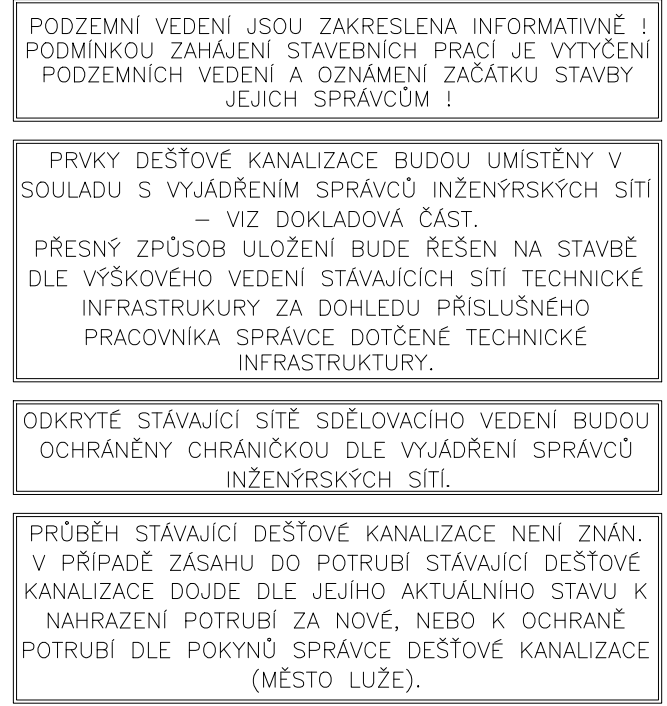 PODZEMNÍ VEDENÍ JSOU ZAKRESLENA INFORMATIVNĚ !
PODMÍNKOU ZAHÁJENÍ STAVEBNÍCH PRACÍ JE VYTYČENÍ
PODZEMNÍCH VEDENÍ A OZNÁMENÍ ZAČÁTKU STAVBY
JEJICH SPRÁVCŮM !
PRVKY DEŠŤOVÉ KANALIZACE BUDOU UMÍSTĚNY V
SOULADU S VYJÁDŘENÍM SPRÁVCŮ INŽENÝRSKÝCH SÍTÍ
– VIZ DOKLADOVÁ ČÁST.
PŘESNÝ ZPŮSOB ULOŽENÍ BUDE ŘEŠEN NA STAVBĚ
DLE VÝŠKOVÉHO VEDENÍ STÁVAJÍCÍCH SÍTÍ TECHNICKÉ
INFRASTRUKURY ZA DOHLEDU PŘÍSLUŠNÉHO
PRACOVNÍKA SPRÁVCE DOTČENÉ TECHNICKÉ
INFRASTRUKTURY.
ODKRYTÉ STÁVAJÍCÍ SÍTĚ SDĚLOVACÍHO VEDENÍ BUDOU
OCHRÁNĚNY CHRÁNIČKOU DLE VYJÁDŘENÍ SPRÁVCŮ
INŽENÝRSKÝCH SÍTÍ.
PRŮBĚH STÁVAJÍCÍ DEŠŤOVÉ KANALIZACE NENÍ ZNÁN.
V PŘÍPADĚ ZÁSAHU DO POTRUBÍ STÁVAJÍCÍ DEŠŤOVÉ
KANALIZACE DOJDE DLE JEJÍHO AKTUÁLNÍHO STAVU K
NAHRAZENÍ POTRUBÍ ZA NOVÉ, NEBO K OCHRANĚ
POTRUBÍ DLE POKYNŮ SPRÁVCE DEŠŤOVÉ KANALIZACE
(MĚSTO LUŽE).